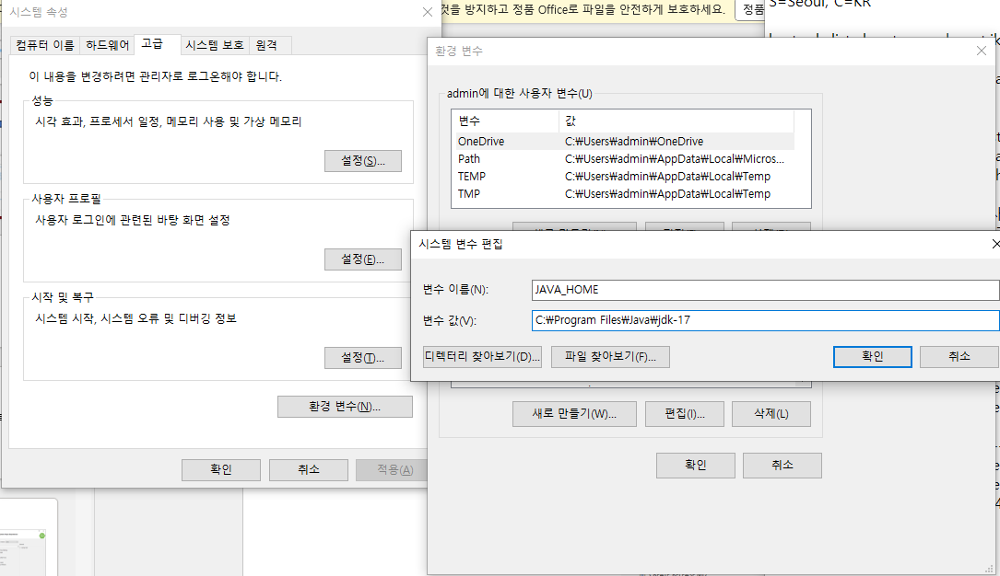 시스템 속성
것을 방지하고 정품 Office로 파일을 안전하게 보호하세요.
정품
S=Seoul, C=KR
컴퓨터 이름
하드웨어
고급
시스템 보호
원격
이 내용을 변경하려면 관리자로 로그온해야 합니다.
성능
시각 효과, 프로세서 일정, 메모리 사용 및 가상 메모리
설정(S)...
사용자 프로필
사용자 로그인에 관련된 바탕 화면 설정
설정(E)...
시작 및 복구
시스템 시작, 시스템 오류 및 디버깅 정보
설정(T)...
환경 변수(N)...
확인
취소
적용(A)
환경 변수
admin에 대한 사용자 변수(U)
변수 값
OneDrive C:₩Users₩admin₩OneDrive
Path C:₩Users₩admin₩AppData₩Local₩Micros...
TEMP C:₩Users₩admin₩AppData₩Local₩Temp
TMP C:₩Users₩admin₩AppData₩Local₩Temp
시스템 변수 편집
변수 이름(N): JAVA_HOME
변수 값(V): C:₩Program Files₩Java₩jdk-17
디렉터리 찾아보기(D)...
파일 찾아보기(F)...
확인
취소
새로 만들기(W)...
편집(I)...
삭제(L)
확인
취소